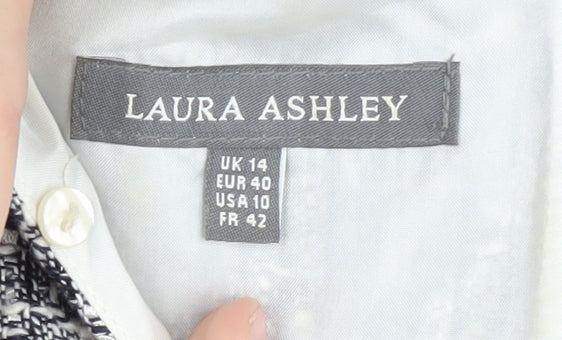 LAURA ASHLEY
UK 14
EUR 40
USA 10
FR 42